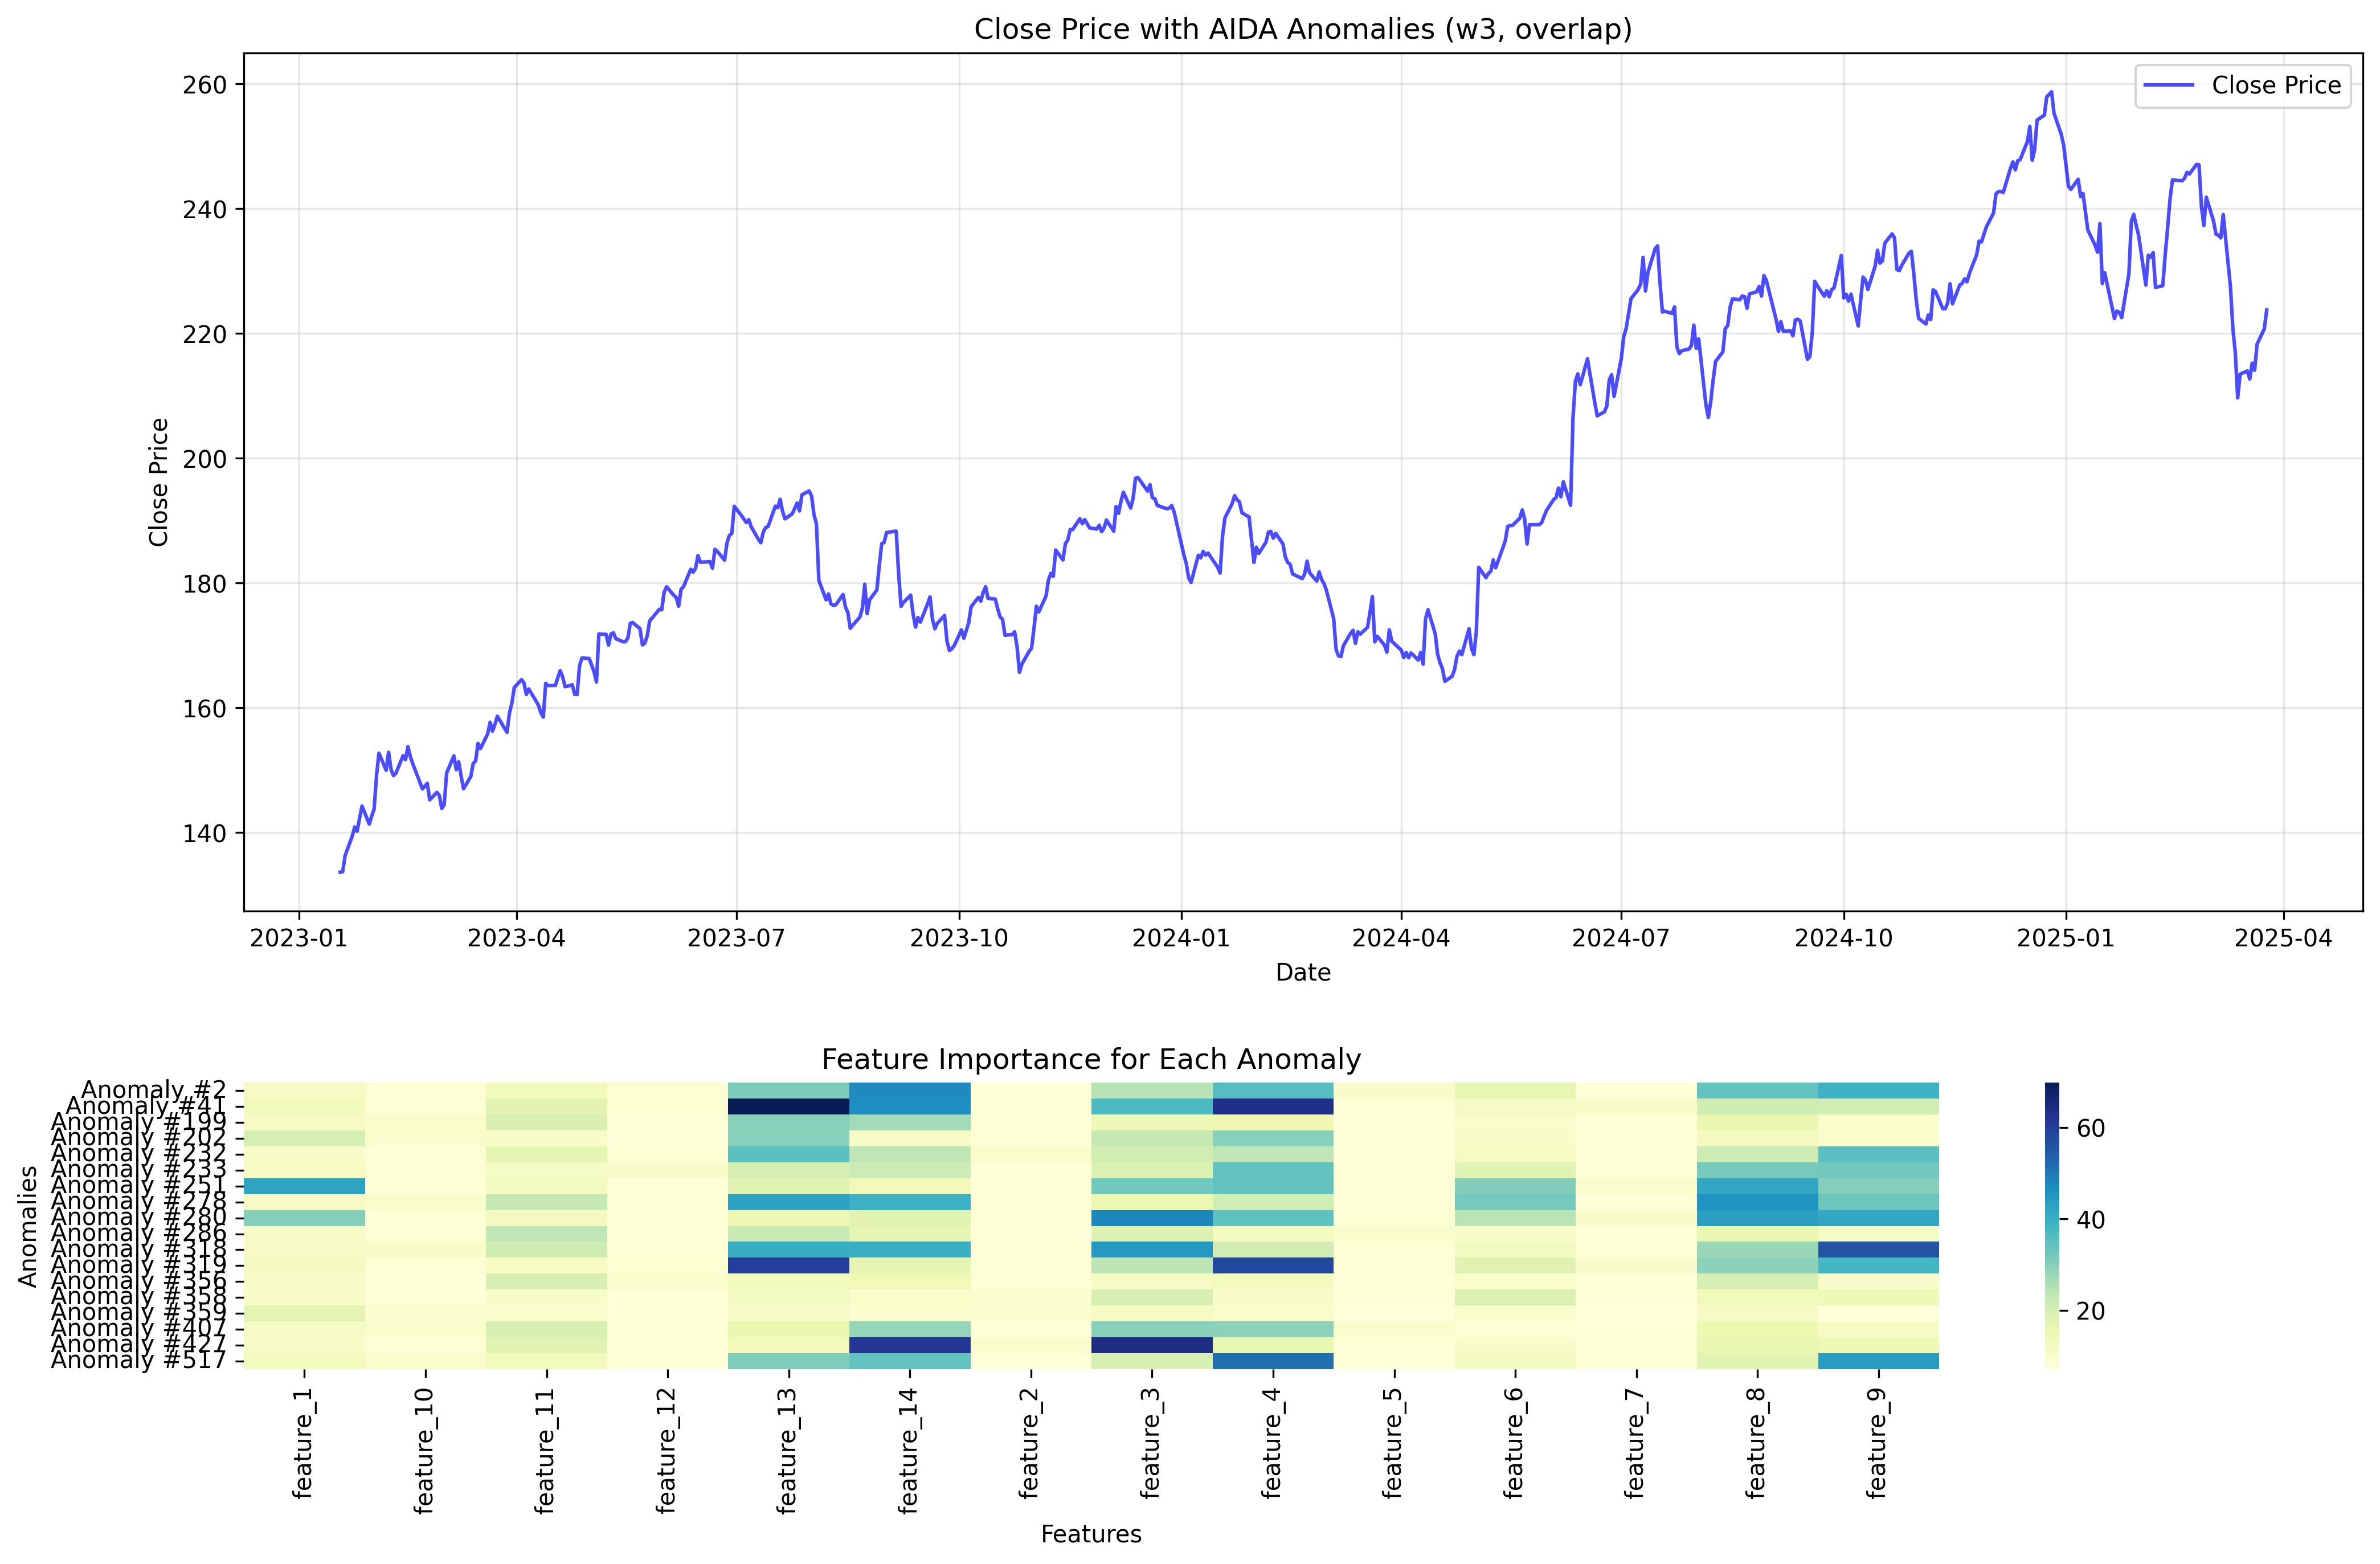 Close Price with AIDA Anomalies (w3, overlap)
Close Price
260
240
220
200
180
160
140
Close Price
2023-01 2023-04 2023-07 2023-10 2024-01 2024-04 2024-07 2024-10 2025-01 2025-04
Date
Feature Importance for Each Anomaly
Anomalies
Anomaly #2
Anomaly #41
Anomaly #199
Anomaly #202
Anomaly #232
Anomaly #233
Anomaly #251
Anomaly #278
Anomaly #280
Anomaly #286
Anomaly #318
Anomaly #319
Anomaly #356
Anomaly #358
Anomaly #359
Anomaly #407
Anomaly #427
Anomaly #517
60
40
20
feature_1 feature_10 feature_11 feature_12 feature_13 feature_14 feature_2 feature_3 feature_4 feature_5 feature_6 feature_7 feature_8 feature_9
Features